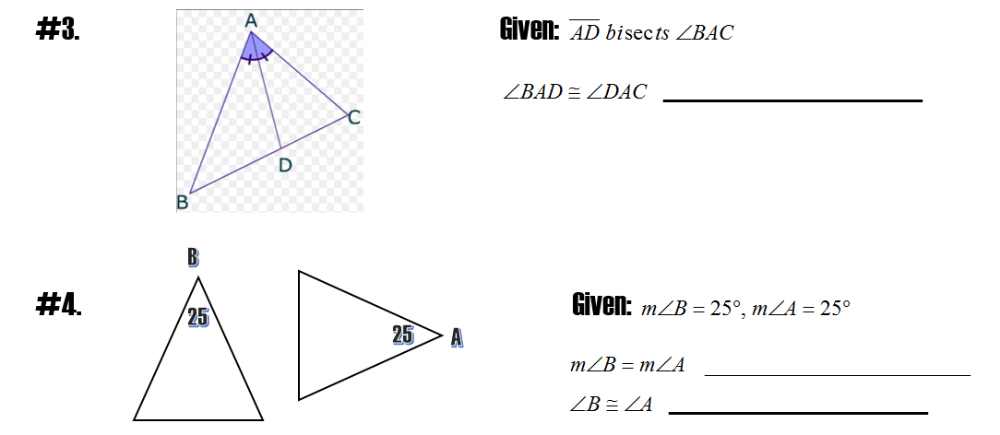 #3.
A
C
D
B
Given: AD bisects ∠BAC
∠BAD ≅ ∠DAC
#4.
B
25
25
A
Given: m∠B = 25°, m∠A = 25°
m∠B = m∠A
∠B ≅ ∠A